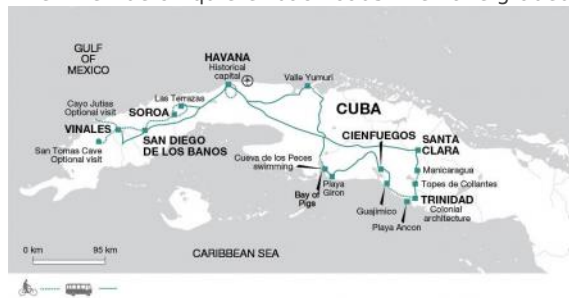 GULF
OF
MEXICO
HAVANA
Historical
capital
Valle Yumuri
Las Terrazas
Cayo Jutias
Optional visit
SOROA
CUBA
VINALES
CIENFUEGOS
SANTA
CLARA
SAN DIEGO
DE LOS BANOS
San Tomas Cave
Optional visit
Cueva de los Peces
swimming
Manicaragua
Topes de Collantes
Bay of
Pigs
Playa
Giron
TRINIDAD
Colonial
architecture
Guajimico
Playa Ancon
0 km
95 km
CARIBBEAN SEA